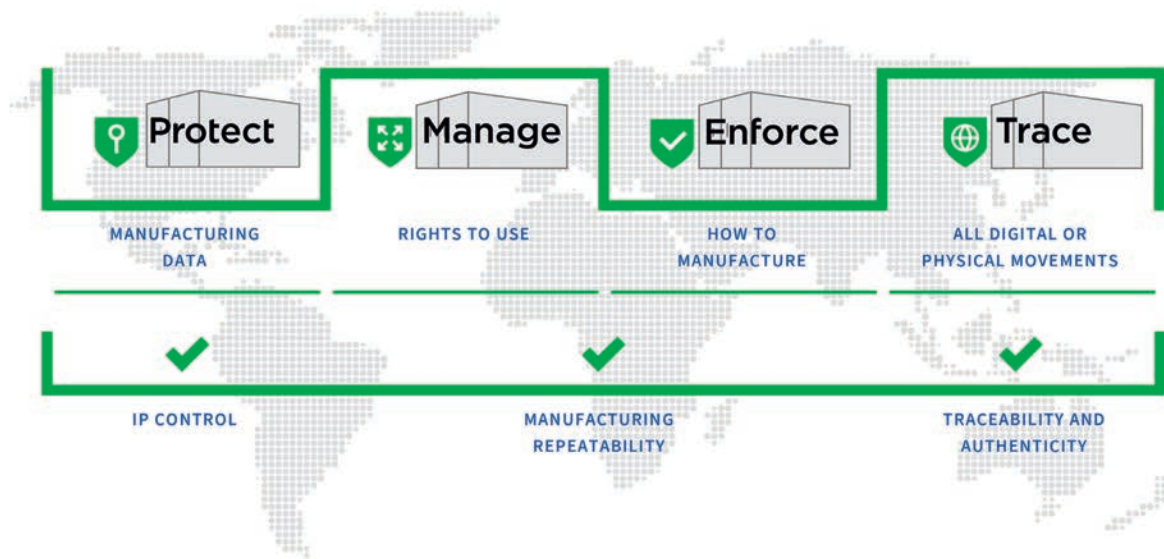 Protect
Manage
Enforce
Trace
MANUFACTURING
DATA
RIGHTS TO USE
HOW TO
MANUFACTURE
ALL DIGITAL OR
PHYSICAL MOVEMENTS
IP CONTROL
MANUFACTURING
REPEATABILITY
TRACEABILITY AND
AUTHENTICITY